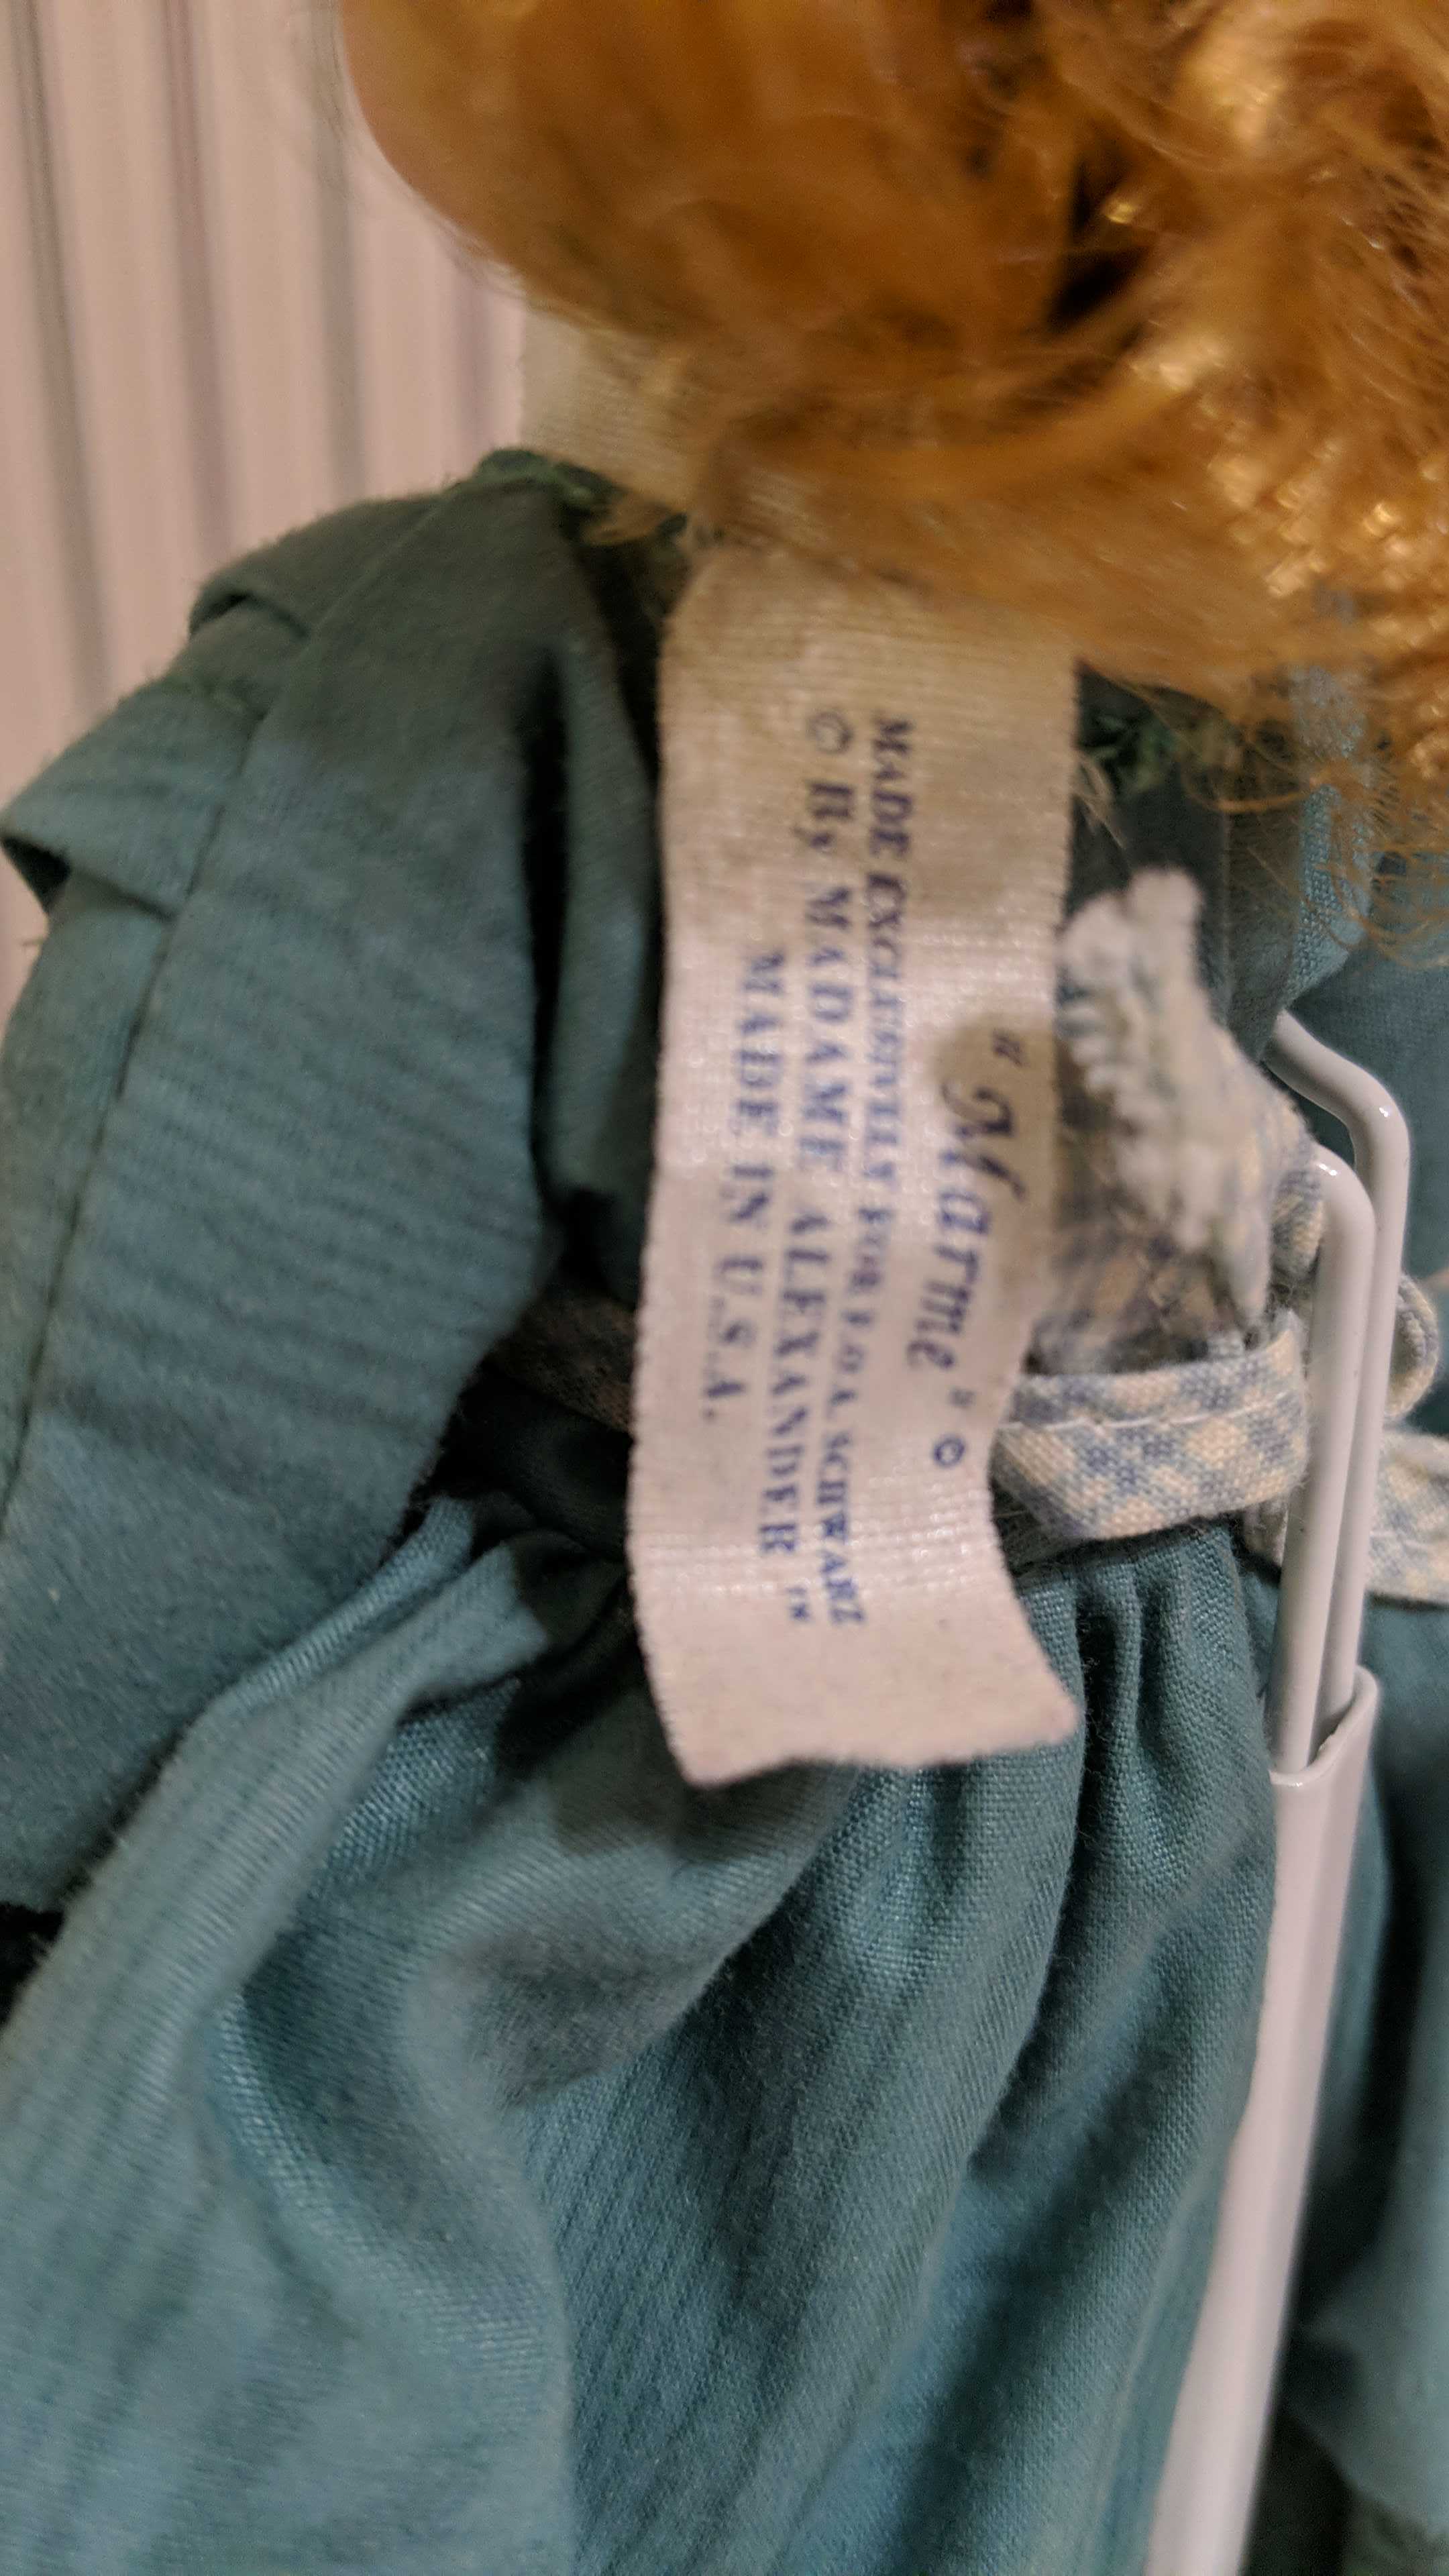 "Marme" ©
MADE EXCLUSIVELY FOR F.A.O. SCHWARZ
© By MADAME ALEXANDER ™
MADE IN U.S.A.